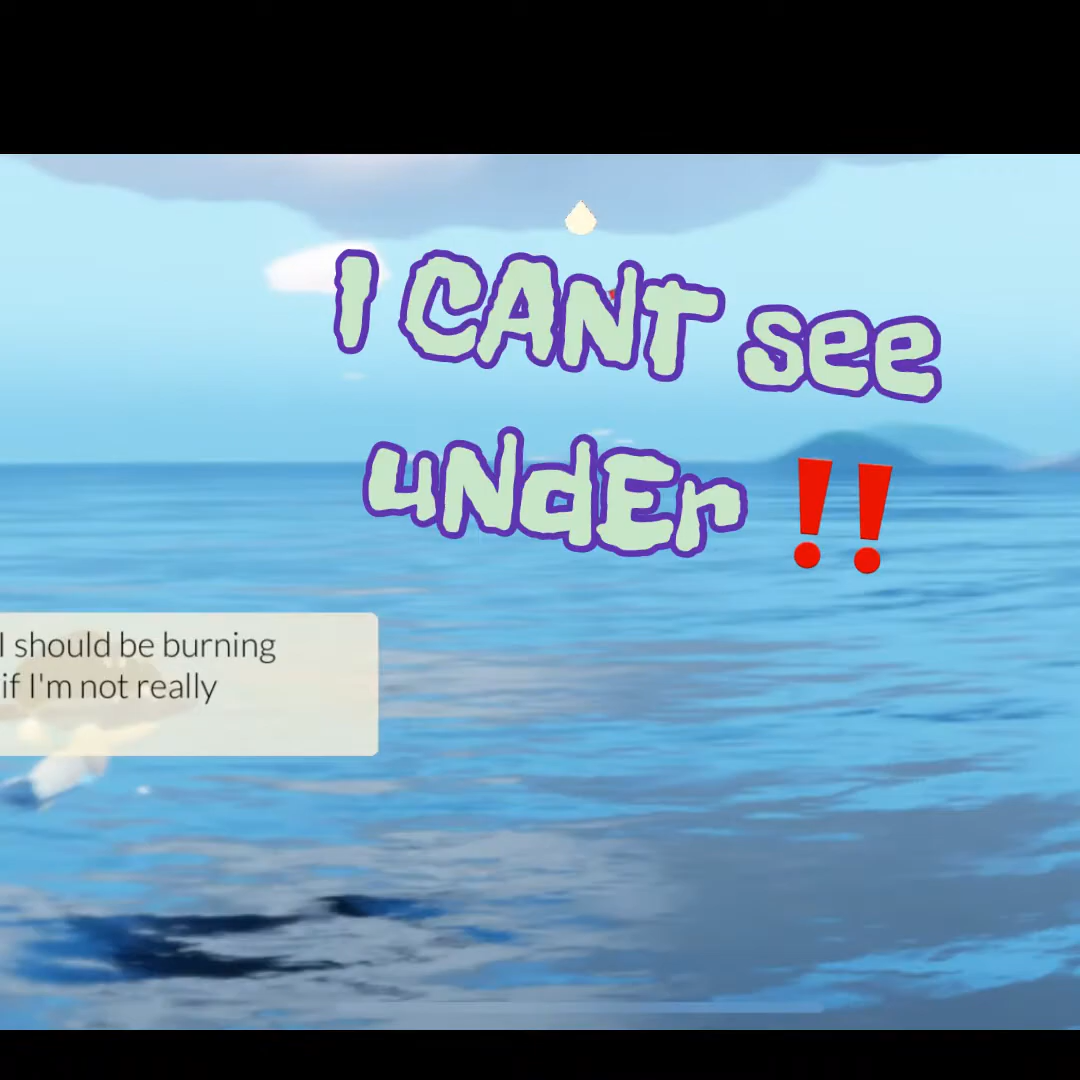 I CANT see
uNdEr ‼️
I should be burning
if I'm not really